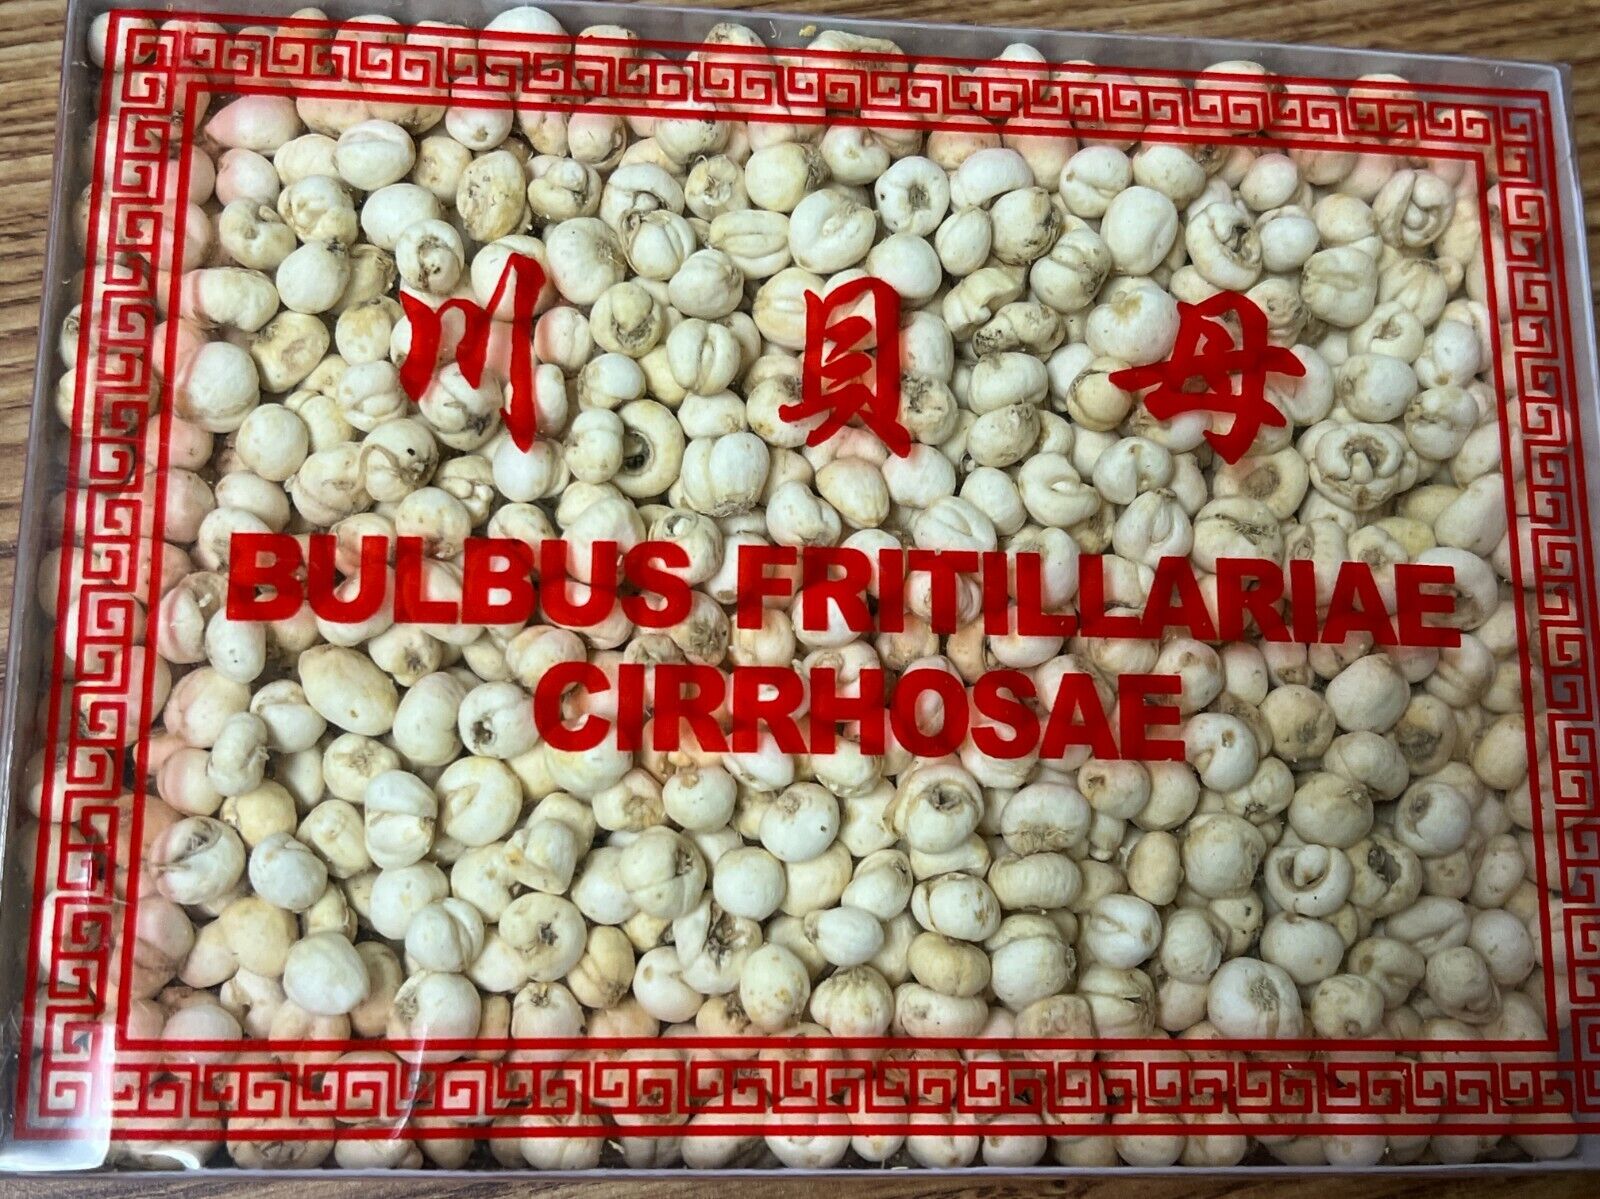 川貝母
BULBUS FRITILLARIAE
CIRRHOSAE